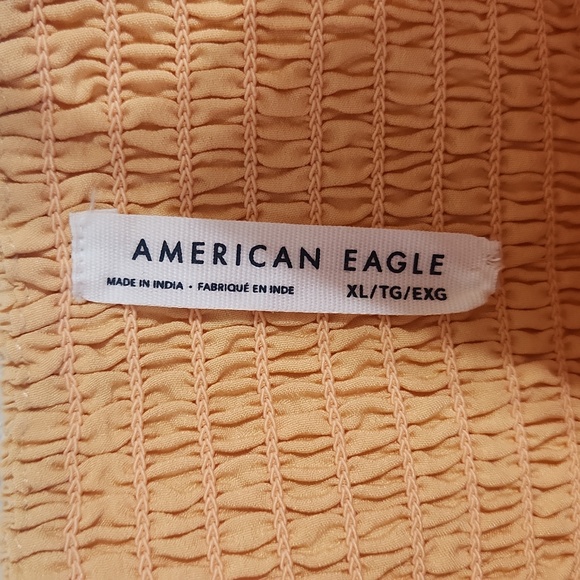 AMERICAN EAGLE
MADE IN INDIA • FABRIQUÉ EN INDE XL/TG/EXG